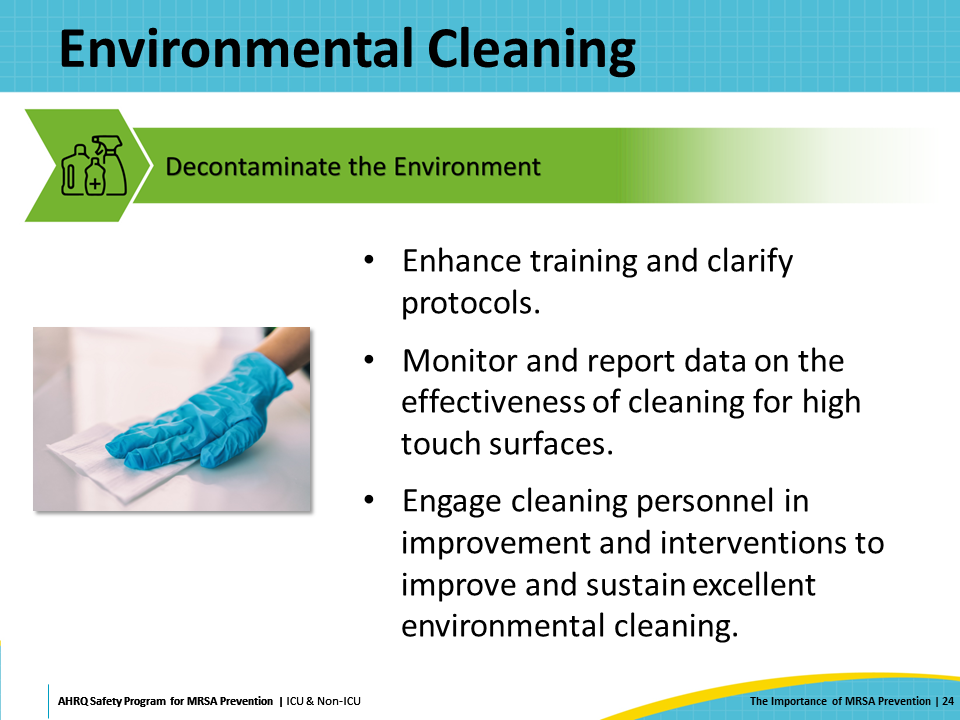 Environmental Cleaning
Decontaminate the Environment
• Enhance training and clarify
protocols.
• Monitor and report data on the
effectiveness of cleaning for high
touch surfaces.
• Engage cleaning personnel in
improvement and interventions to
improve and sustain excellent
environmental cleaning.
AHRQ Safety Program for MRSA Prevention | ICU & Non-ICU
The Importance of MRSA Prevention | 24